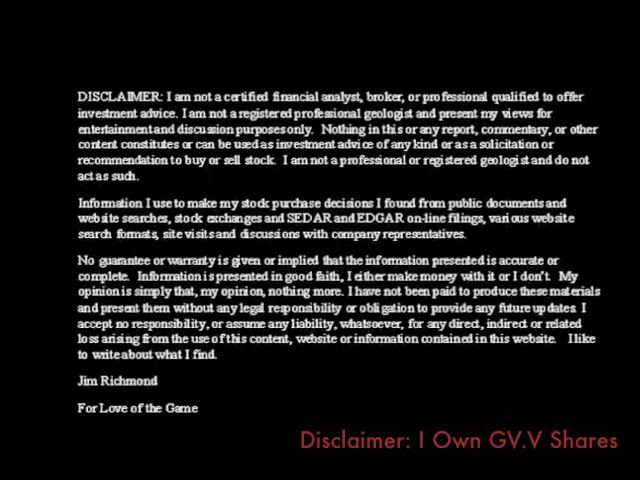 DISCLAIMER: I am not a certified financial analyst, broker, or professional qualified to offer
investment advice. I am not a registered professional geologist and present my views for
entertainment and discussion purposes only. Nothing in this or any report, commentary, or other
content constitutes or can be used as investment advice of any kind or as a solicitation or
recommendation to buy or sell stock. I am not a professional or registered geologist and do not
act as such.
Information I use to make my stock purchase decisions I found from public documents and
website searches, stock exchanges and SEDAR and EDGAR on-line filings, various website
search formats, site visits and discussions with company representatives.
No guarantee or warranty is given or implied that the information presented is accurate or
complete. Information is presented in good faith, I either make money with it or I don't. My
opinion is simply that, my opinion, nothing more. I have not been paid to produce these materials
and present them without any legal responsibility or obligation to provide any future updates. I
accept no responsibility, or assume any liability, whatsoever, for any direct, indirect or related
loss arising from the use of this content, website or information contained in this website. I like
to write about what I find.
Jim Richmond
For Love of the Game
Disclaimer: I Own GV.V Shares